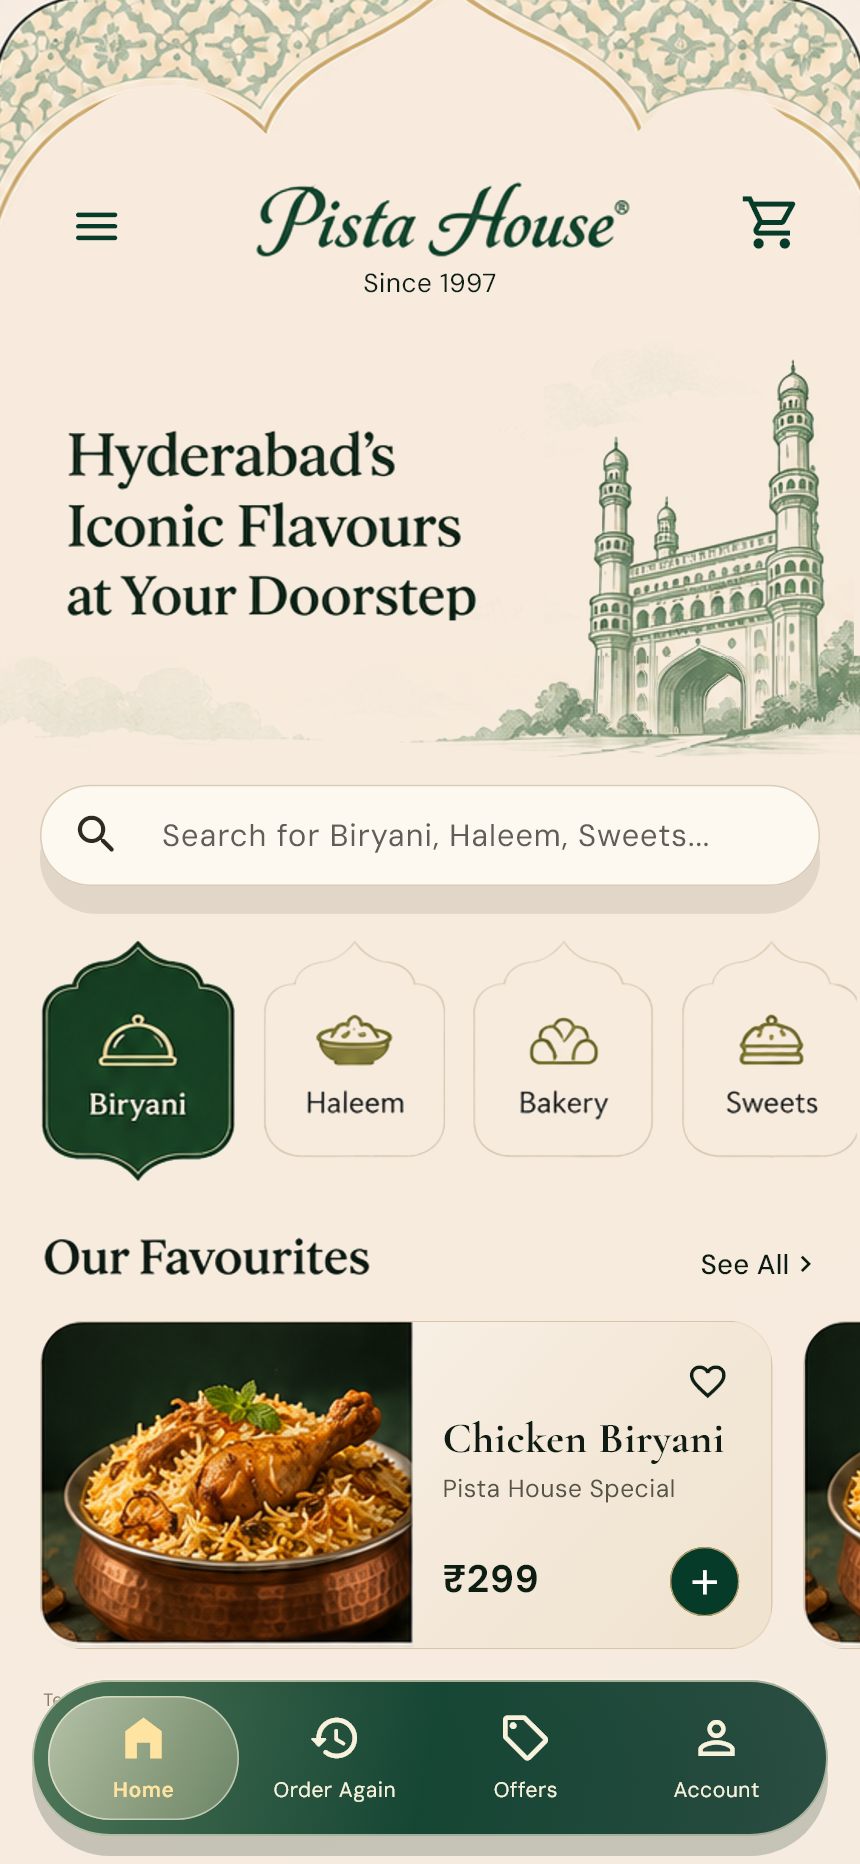 Pista House®
Since 1997
Hyderabad's
Iconic Flavours
at Your Doorstep
Search for Biryani, Haleem, Sweets...
Biryani
Haleem
Bakery
Sweets
Our Favourites
See All
Chicken Biryani
Pista House Special
₹299
Home
Order Again
Offers
Account